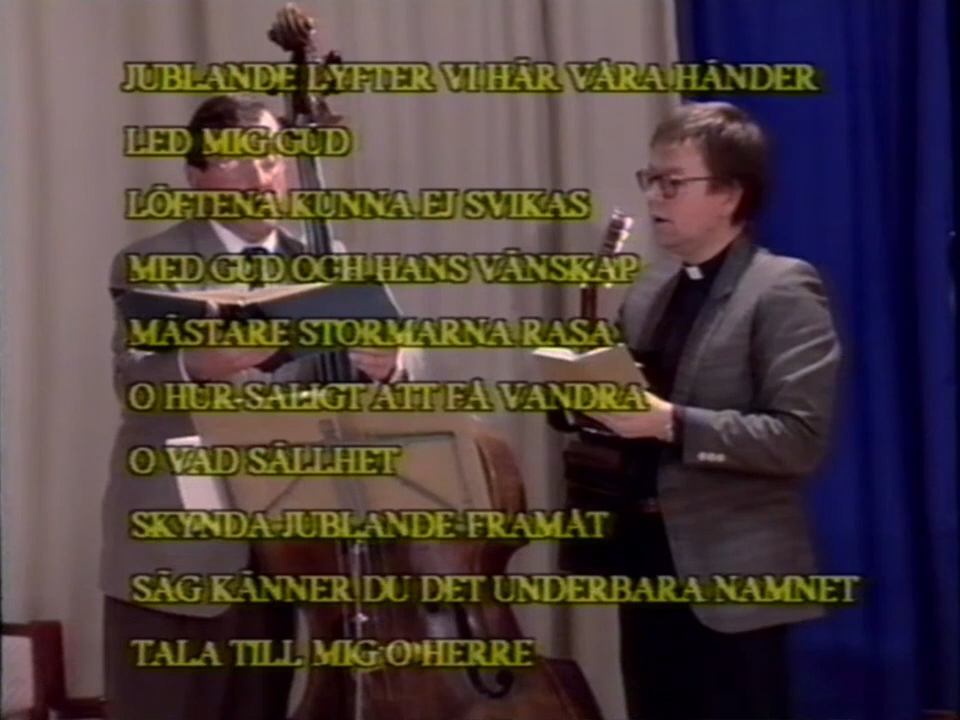 JUBLANDE LYFTER VI HÄR VÅRA HÄNDER
LED MIG GUD
LÖFTENA KUNNA EJ SVIKAS
MED GUD OCH HANS VÄNSKAP
MÄSTARE STORMARNA RASA
O HUR SALIGT ATT FÅ VANDRA
O VAD SÄLLHET
SKYNDA JUBLANDE FRAMÅT
SÄG KÄNNER DU DET UNDERBARA NAMNET
TALA TILL MIG O HERRE